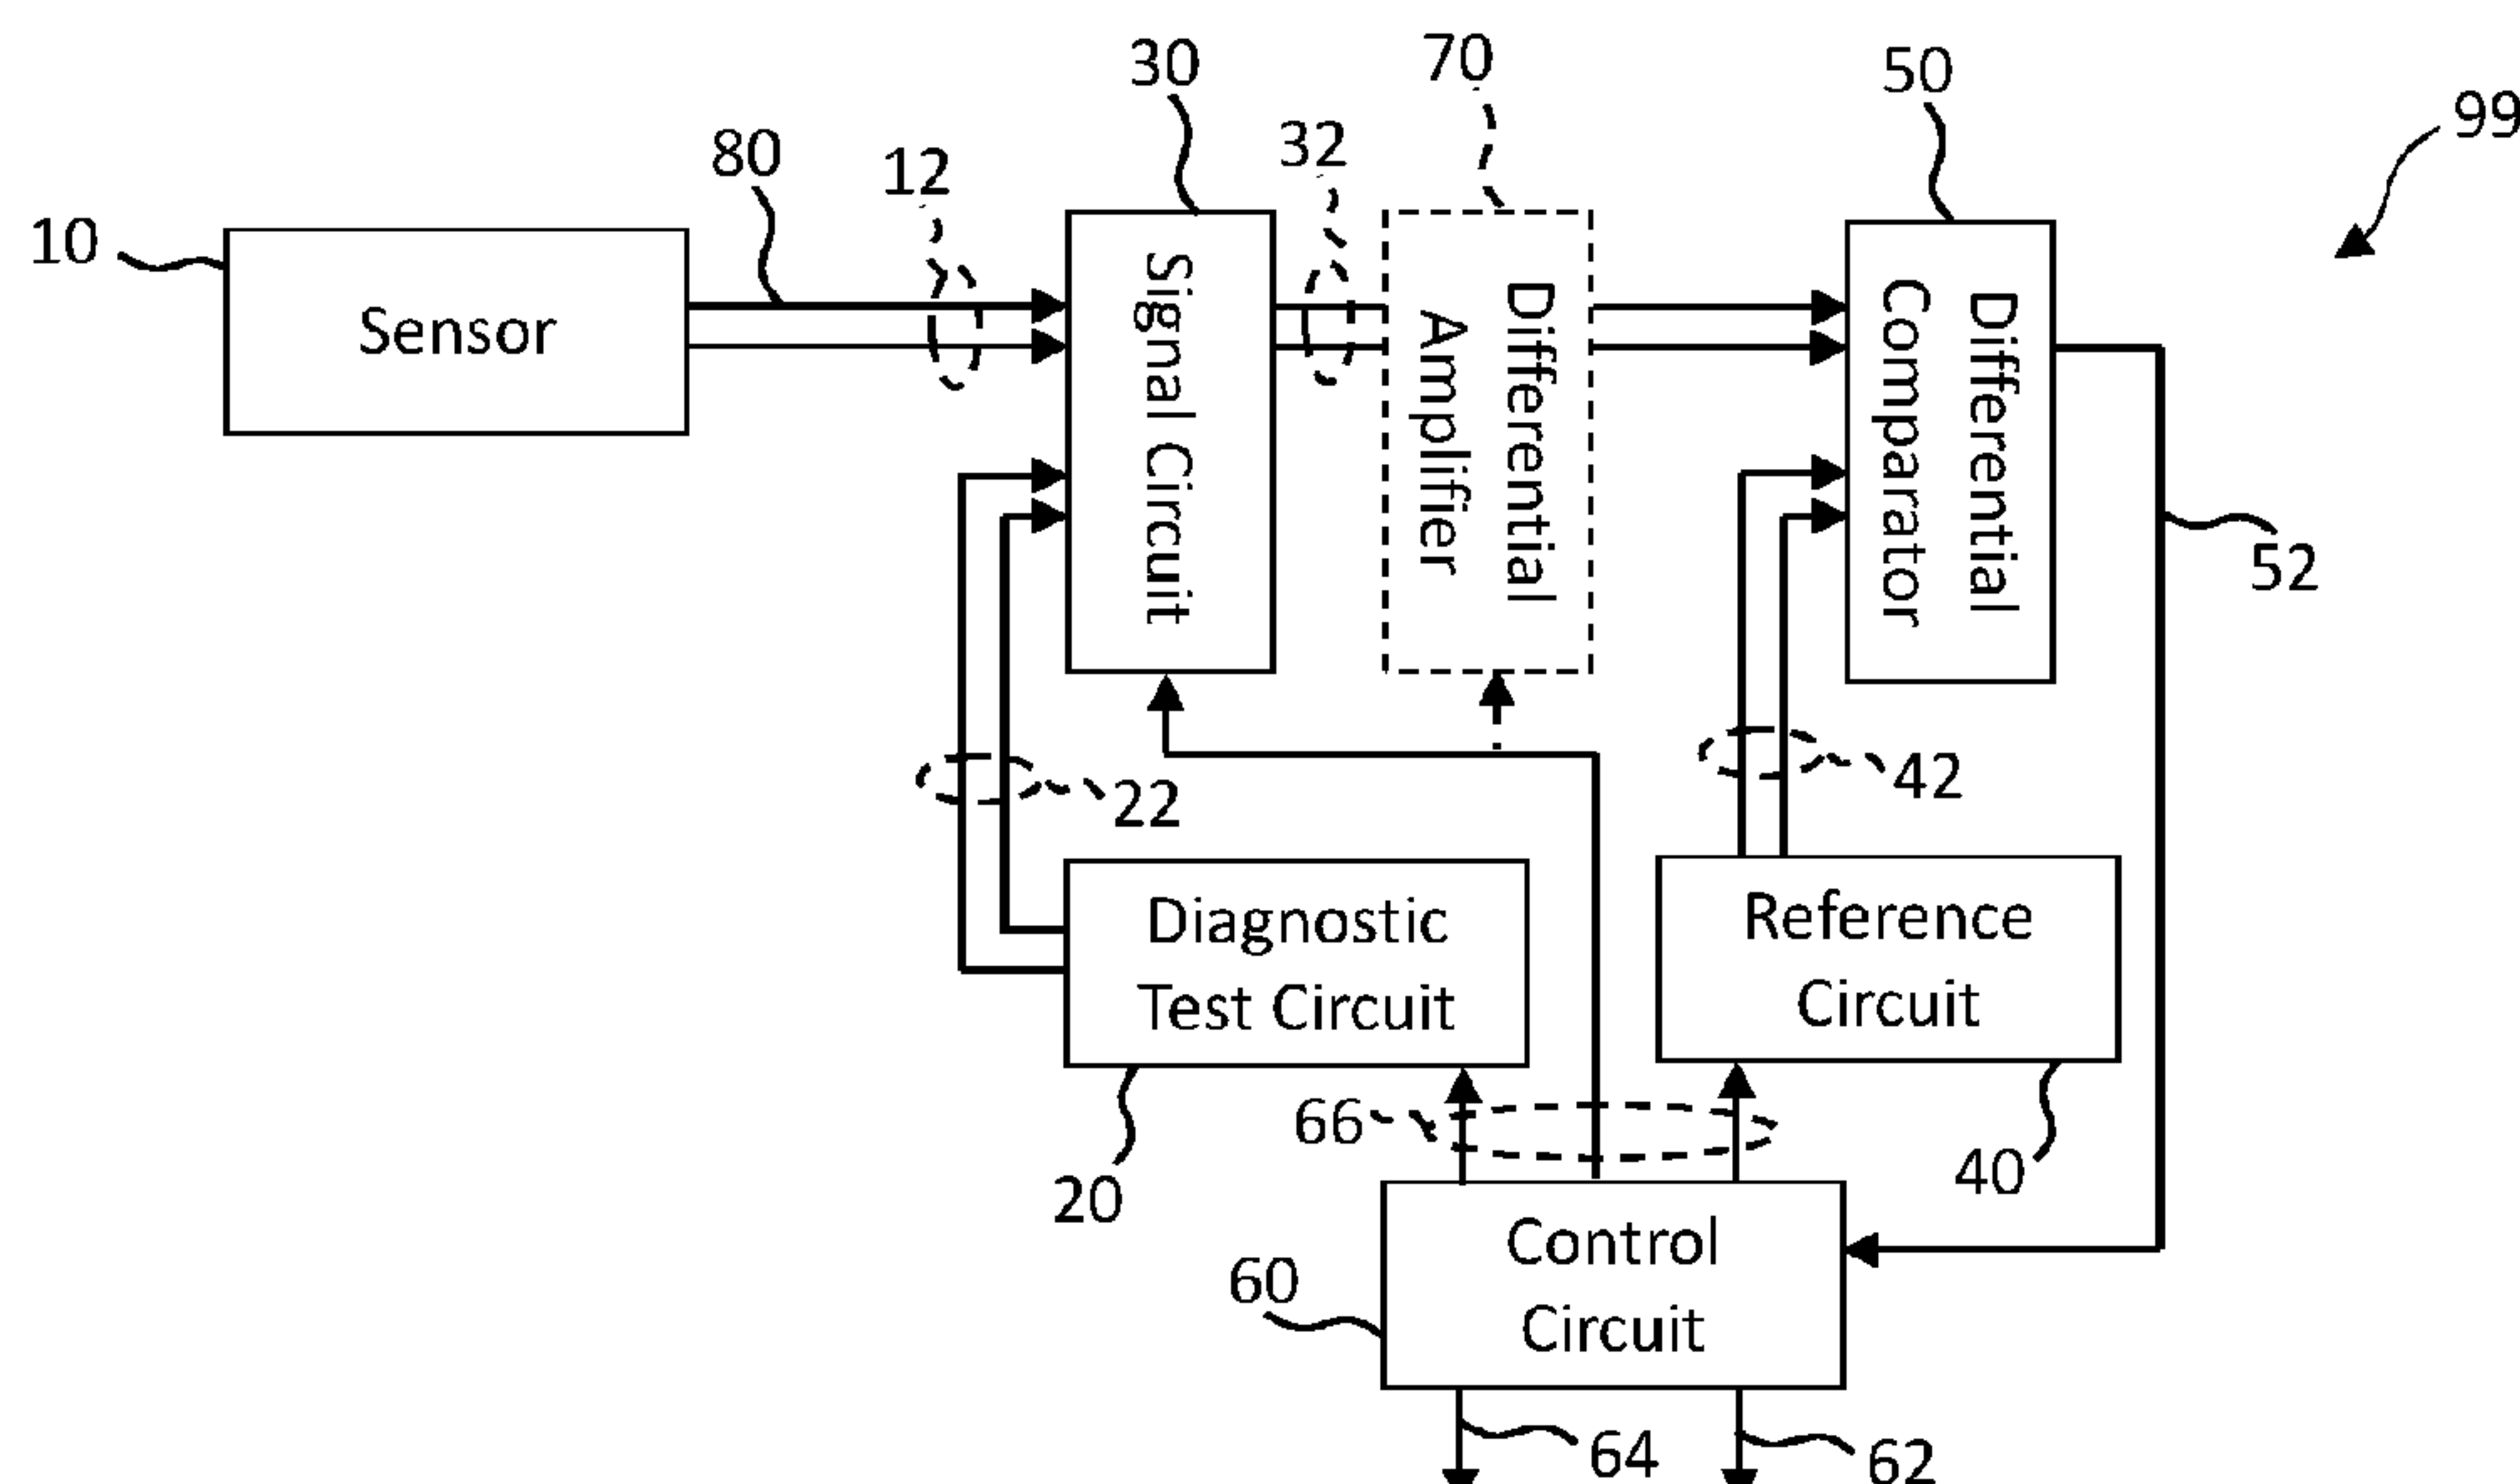 30
70
50
99
80
12
32
10
Sensor
Signal Circuit
Differential
Amplifier
Differential
Comparator
52
22
42
Diagnostic
Test Circuit
Reference
Circuit
66
20
40
60
Control
Circuit
64
62